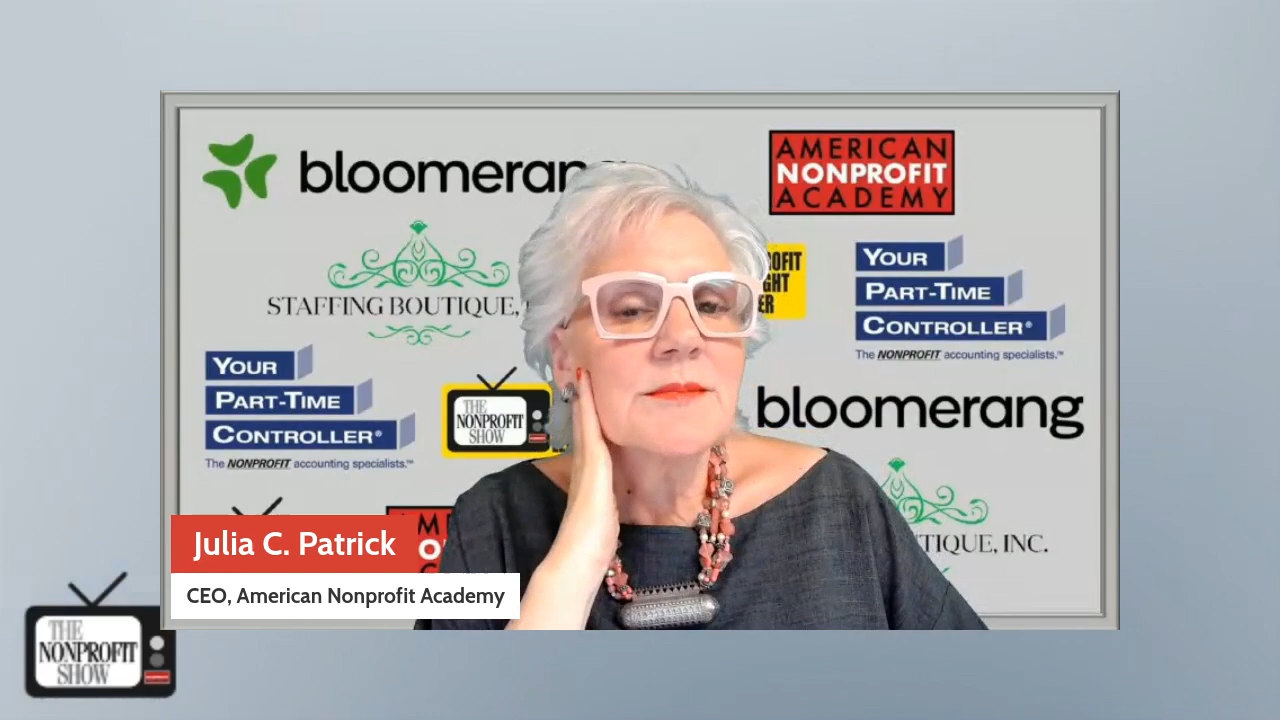 bloomerang
AMERICAN
NONPROFIT
ACADEMY
STAFFING BOUTIQUE,
YOUR
PART-TIME
CONTROLLER®
The NONPROFIT accounting specialists.™
YOUR
PART-TIME
CONTROLLER®
The NONPROFIT accounting specialists.™
THE
NONPROFIT
SHOW
bloomerang
INC.
Julia C. Patrick
CEO, American Nonprofit Academy
THE
NONPROFIT
SHOW